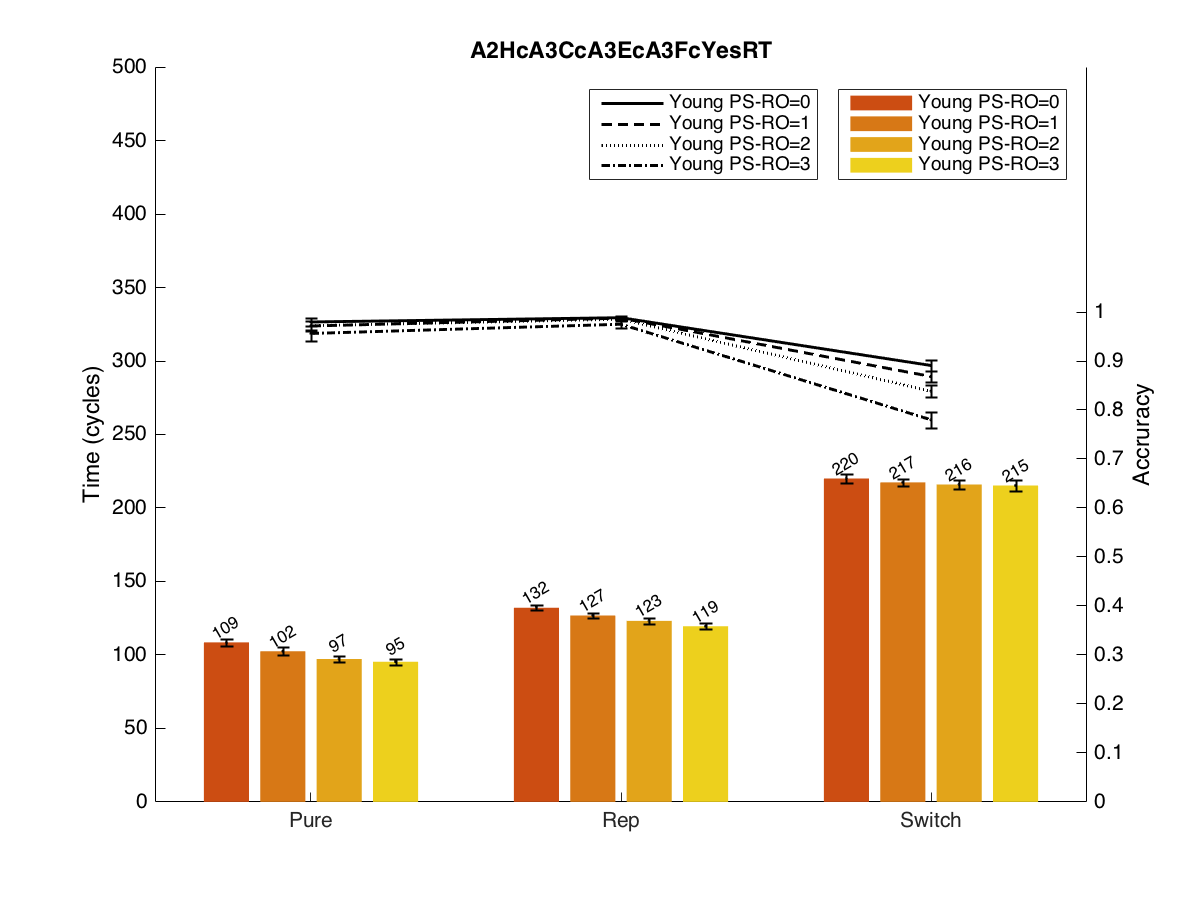 A2HcA3CcA3EcA3FcYesRT
Young PS-RO=0
Young PS-RO=1
Young PS-RO=2
Young PS-RO=3
Young PS-RO=0
Young PS-RO=1
Young PS-RO=2
Young PS-RO=3
Time (cycles)
500
450
400
350
300
250
200
150
100
50
0
Accruracy
1
0.9
0.8
0.7
0.6
0.5
0.4
0.3
0.2
0.1
0
109
102
97
95
132
127
123
119
220
217
216
215
Pure
Rep
Switch